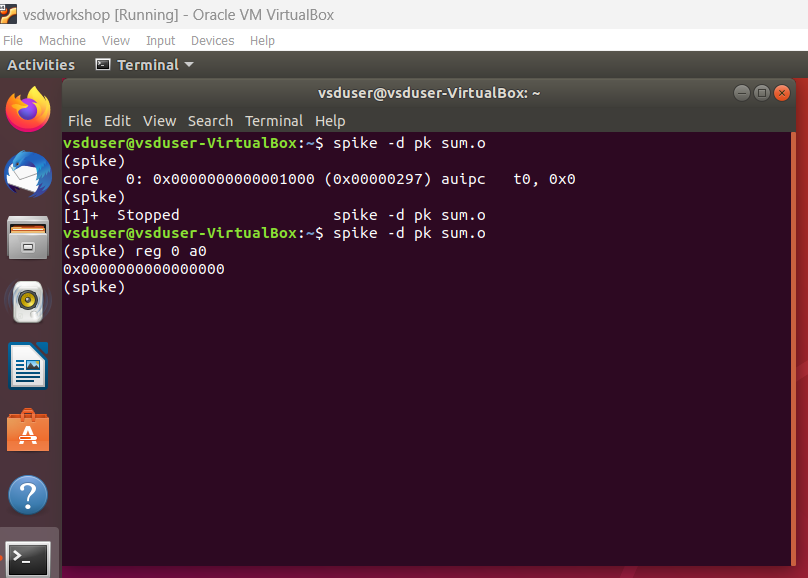 vsdworkshop [Running] - Oracle VM VirtualBox
File Machine View Input Devices Help
Activities Terminal
vsduser@vsduser-VirtualBox: ~
File Edit View Search Terminal Help
vsduser@vsduser-VirtualBox:~$ spike -d pk sum.o
(spike)
core   0: 0x0000000000001000 (0x00000297) auipc   t0, 0x0
(spike)
[1]+  Stopped                 spike -d pk sum.o
vsduser@vsduser-VirtualBox:~$ spike -d pk sum.o
(spike) reg 0 a0
0x0000000000000000
(spike)